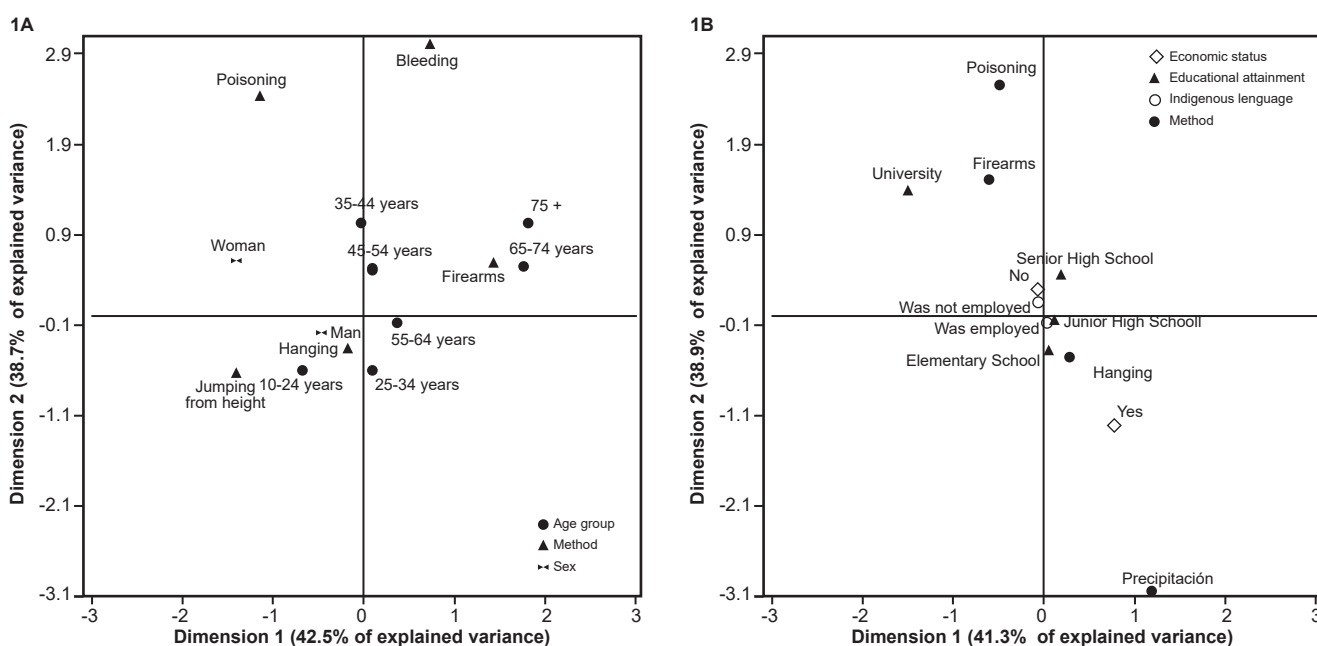 1A
2.9
1.9
0.9
-0.1
-1.1
-2.1
-3.1
Dimension 2 (38.7% of explained variance)
Bleeding
Poisoning
35-44 years
75 +
Woman
45-54 years
65-74 years
Firearms
Man
Hanging
55-64 years
Jumping
from height
10-24 years
25-34 years
Age group
Method
Sex
-3
-2
-1
0
1
2
3
Dimension 1 (42.5% of explained variance)
1B
2.9
1.9
0.9
-0.1
-1.1
-2.1
-3.1
Dimension 2 (38.9% of explained variance)
Economic status
Educational attainment
Indigenous lenguage
Method
Poisoning
Firearms
University
Senior High School
No
Was not employed
Was employed
Junior High Schooll
Elementary School
Hanging
Yes
Precipitación
-3
-2
-1
0
1
2
3
Dimension 1 (41.3% of explained variance)